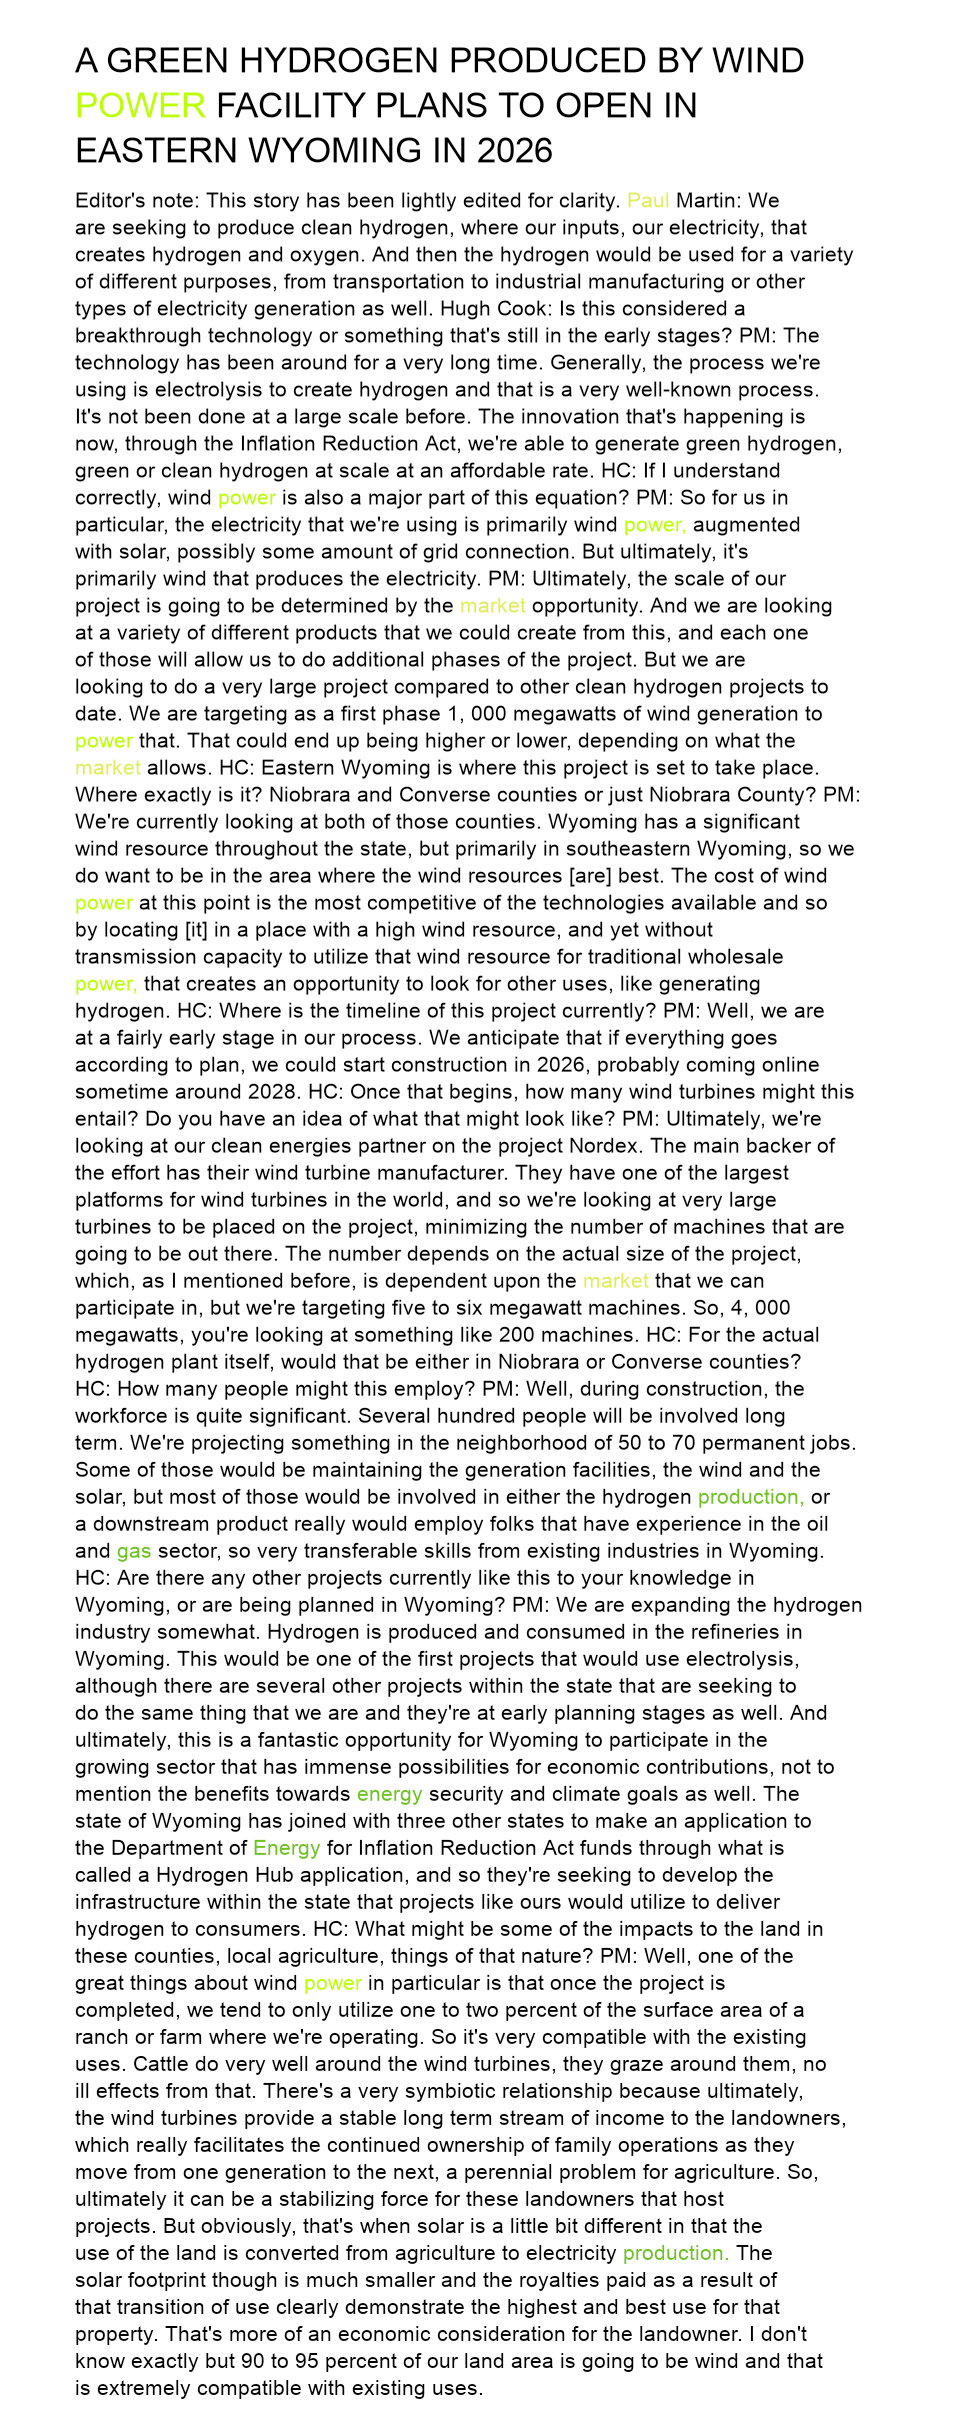 A GREEN HYDROGEN PRODUCED BY WIND
POWER FACILITY PLANS TO OPEN IN
EASTERN WYOMING IN 2026
Editor's note: This story has been lightly edited for clarity. Paul Martin: We
are seeking to produce clean hydrogen, where our inputs, our electricity, that
creates hydrogen and oxygen. And then the hydrogen would be used for a variety
of different purposes, from transportation to industrial manufacturing or other
types of electricity generation as well. Hugh Cook: Is this considered a
breakthrough technology or something that's still in the early stages? PM: The
technology has been around for a very long time. Generally, the process we're
using is electrolysis to create hydrogen and that is a very well-known process.
It's not been done at a large scale before. The innovation that's happening is
now, through the Inflation Reduction Act, we're able to generate green hydrogen,
green or clean hydrogen at scale at an affordable rate. HC: If I understand
correctly, wind power is also a major part of this equation? PM: So for us in
particular, the electricity that we're using is primarily wind power, augmented
with solar, possibly some amount of grid connection. But ultimately, it's
primarily wind that produces the electricity. PM: Ultimately, the scale of our
project is going to be determined by the market opportunity. And we are looking
at a variety of different products that we could create from this, and each one
of those will allow us to do additional phases of the project. But we are
looking to do a very large project compared to other clean hydrogen projects to
date. We are targeting as a first phase 1, 000 megawatts of wind generation to
power that. That could end up being higher or lower, depending on what the
market allows. HC: Eastern Wyoming is where this project is set to take place.
Where exactly is it? Niobrara and Converse counties or just Niobrara County? PM:
We're currently looking at both of those counties. Wyoming has a significant
wind resource throughout the state, but primarily in southeastern Wyoming, so we
do want to be in the area where the wind resources [are] best. The cost of wind
power at this point is the most competitive of the technologies available and so
by locating [it] in a place with a high wind resource, and yet without
transmission capacity to utilize that wind resource for traditional wholesale
power, that creates an opportunity to look for other uses, like generating
hydrogen. HC: Where is the timeline of this project currently? PM: Well, we are
at a fairly early stage in our process. We anticipate that if everything goes
according to plan, we could start construction in 2026, probably coming online
sometime around 2028. HC: Once that begins, how many wind turbines might this
entail? Do you have an idea of what that might look like? PM: Ultimately, we're
looking at our clean energies partner on the project Nordex. The main backer of
the effort has their wind turbine manufacturer. They have one of the largest
platforms for wind turbines in the world, and so we're looking at very large
turbines to be placed on the project, minimizing the number of machines that are
going to be out there. The number depends on the actual size of the project,
which, as I mentioned before, is dependent upon the market that we can
participate in, but we're targeting five to six megawatt machines. So, 4, 000
megawatts, you're looking at something like 200 machines. HC: For the actual
hydrogen plant itself, would that be either in Niobrara or Converse counties?
HC: How many people might this employ? PM: Well, during construction, the
workforce is quite significant. Several hundred people will be involved long
term. We're projecting something in the neighborhood of 50 to 70 permanent jobs.
Some of those would be maintaining the generation facilities, the wind and the
solar, but most of those would be involved in either the hydrogen production, or
a downstream product really would employ folks that have experience in the oil
and gas sector, so very transferable skills from existing industries in Wyoming.
HC: Are there any other projects currently like this to your knowledge in
Wyoming, or are being planned in Wyoming? PM: We are expanding the hydrogen
industry somewhat. Hydrogen is produced and consumed in the refineries in
Wyoming. This would be one of the first projects that would use electrolysis,
although there are several other projects within the state that are seeking to
do the same thing that we are and they're at early planning stages as well. And
ultimately, this is a fantastic opportunity for Wyoming to participate in the
growing sector that has immense possibilities for economic contributions, not to
mention the benefits towards energy security and climate goals as well. The
state of Wyoming has joined with three other states to make an application to
the Department of Energy for Inflation Reduction Act funds through what is
called a Hydrogen Hub application, and so they're seeking to develop the
infrastructure within the state that projects like ours would utilize to deliver
hydrogen to consumers. HC: What might be some of the impacts to the land in
these counties, local agriculture, things of that nature? PM: Well, one of the
great things about wind power in particular is that once the project is
completed, we tend to only utilize one to two percent of the surface area of a
ranch or farm where we're operating. So it's very compatible with the existing
uses. Cattle do very well around the wind turbines, they graze around them, no
ill effects from that. There's a very symbiotic relationship because ultimately,
the wind turbines provide a stable long term stream of income to the landowners,
which really facilitates the continued ownership of family operations as they
move from one generation to the next, a perennial problem for agriculture. So,
ultimately it can be a stabilizing force for these landowners that host
projects. But obviously, that's when solar is a little bit different in that the
use of the land is converted from agriculture to electricity production. The
solar footprint though is much smaller and the royalties paid as a result of
that transition of use clearly demonstrate the highest and best use for that
property. That's more of an economic consideration for the landowner. I don't
know exactly but 90 to 95 percent of our land area is going to be wind and that
is extremely compatible with existing uses.